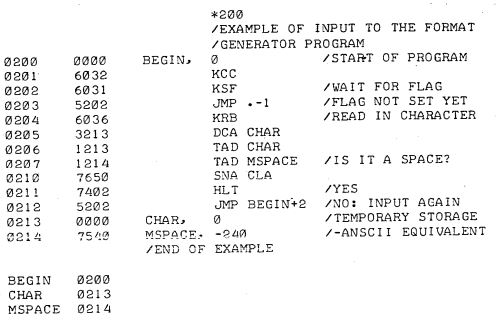 *200
/EXAMPLE OF INPUT TO THE FORMAT
/GENERATOR PROGRAM
0200 0000 BEGIN, 0 /START OF PROGRAM
0201 6032 KCC
0202 6031 KSF /WAIT FOR FLAG
0203 5202 JMP .-1 /FLAG NOT SET YET
0204 6036 KRB /READ IN CHARACTER
0205 3213 DCA CHAR
0206 1213 TAD CHAR
0207 1214 TAD MSPACE /IS IT A SPACE?
0210 7650 SNA CLA
0211 7402 HLT /YES
0212 5202 JMP BEGIN+2 /NO: INPUT AGAIN
0213 0000 CHAR, 0 /TEMPORARY STORAGE
0214 7540 MSPACE, -240 /-ANSCII EQUIVALENT
/END OF EXAMPLE
BEGIN 0200
CHAR 0213
MSPACE 0214